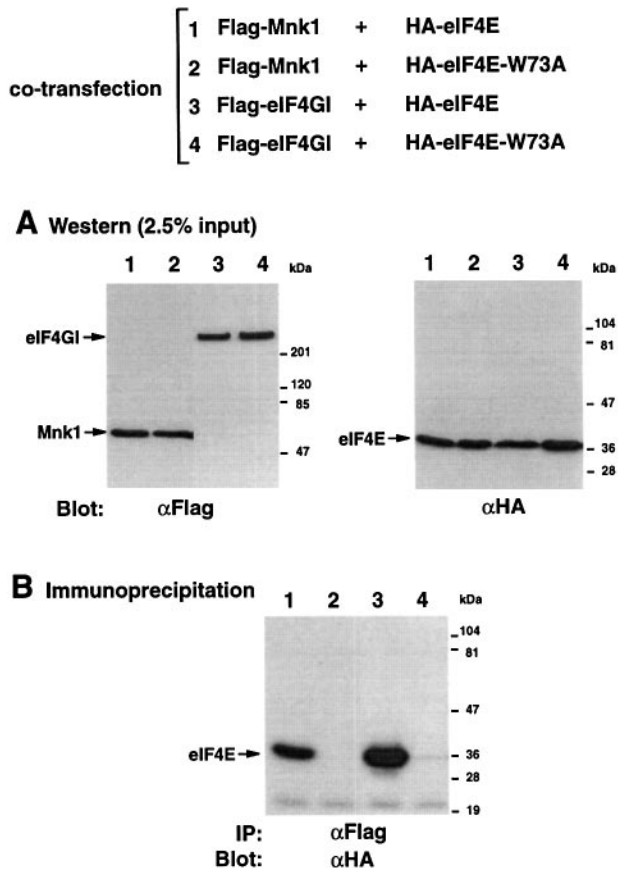 co-transfection
1 Flag-Mnk1 + HA-eIF4E
2 Flag-Mnk1 + HA-eIF4E-W73A
3 Flag-eIF4GI + HA-eIF4E
4 Flag-eIF4GI + HA-eIF4E-W73A
A Western (2.5% input)
1 2 3 4 kDa
eIF4GI
201
120
85
Mnk1
47
Blot: αFlag
1 2 3 4 kDa
104
81
47
eIF4E
36
28
αHA
B Immunoprecipitation
1 2 3 4 kDa
104
81
47
eIF4E
36
28
19
IP: αFlag
Blot: αHA